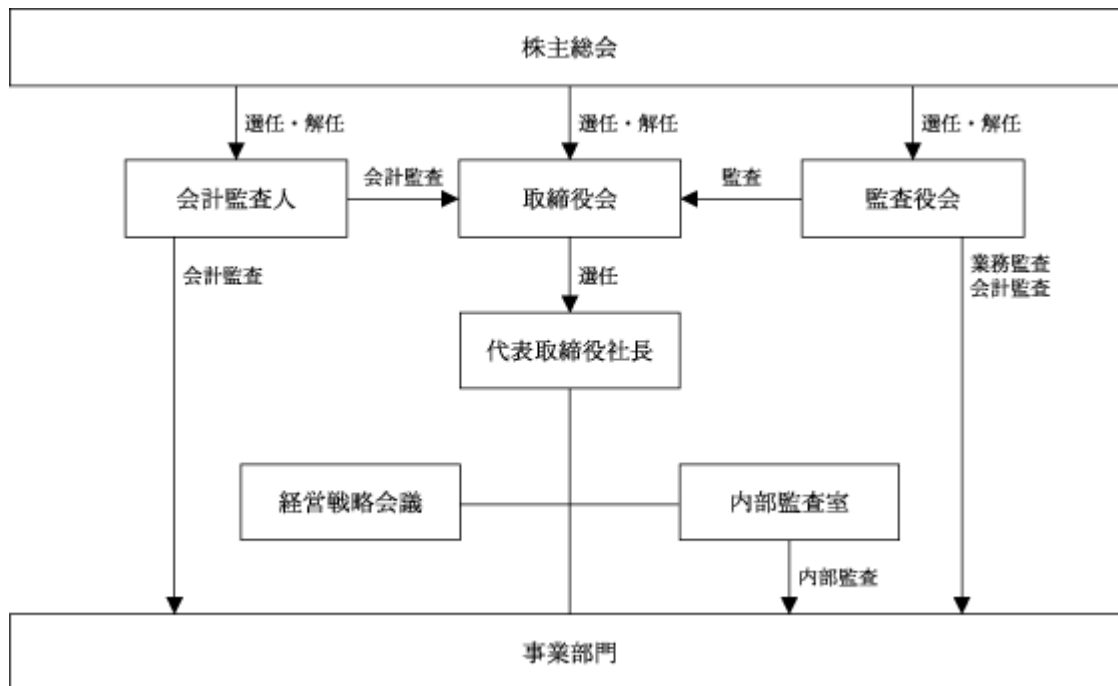 株主総会
選任・解任
選任・解任
選任・解任
会計監査人
会計監査
取締役会
監査
監査役会
会計監査
選任
業務監査
会計監査
代表取締役社長
経営戦略会議
内部監査室
内部監査
事業部門